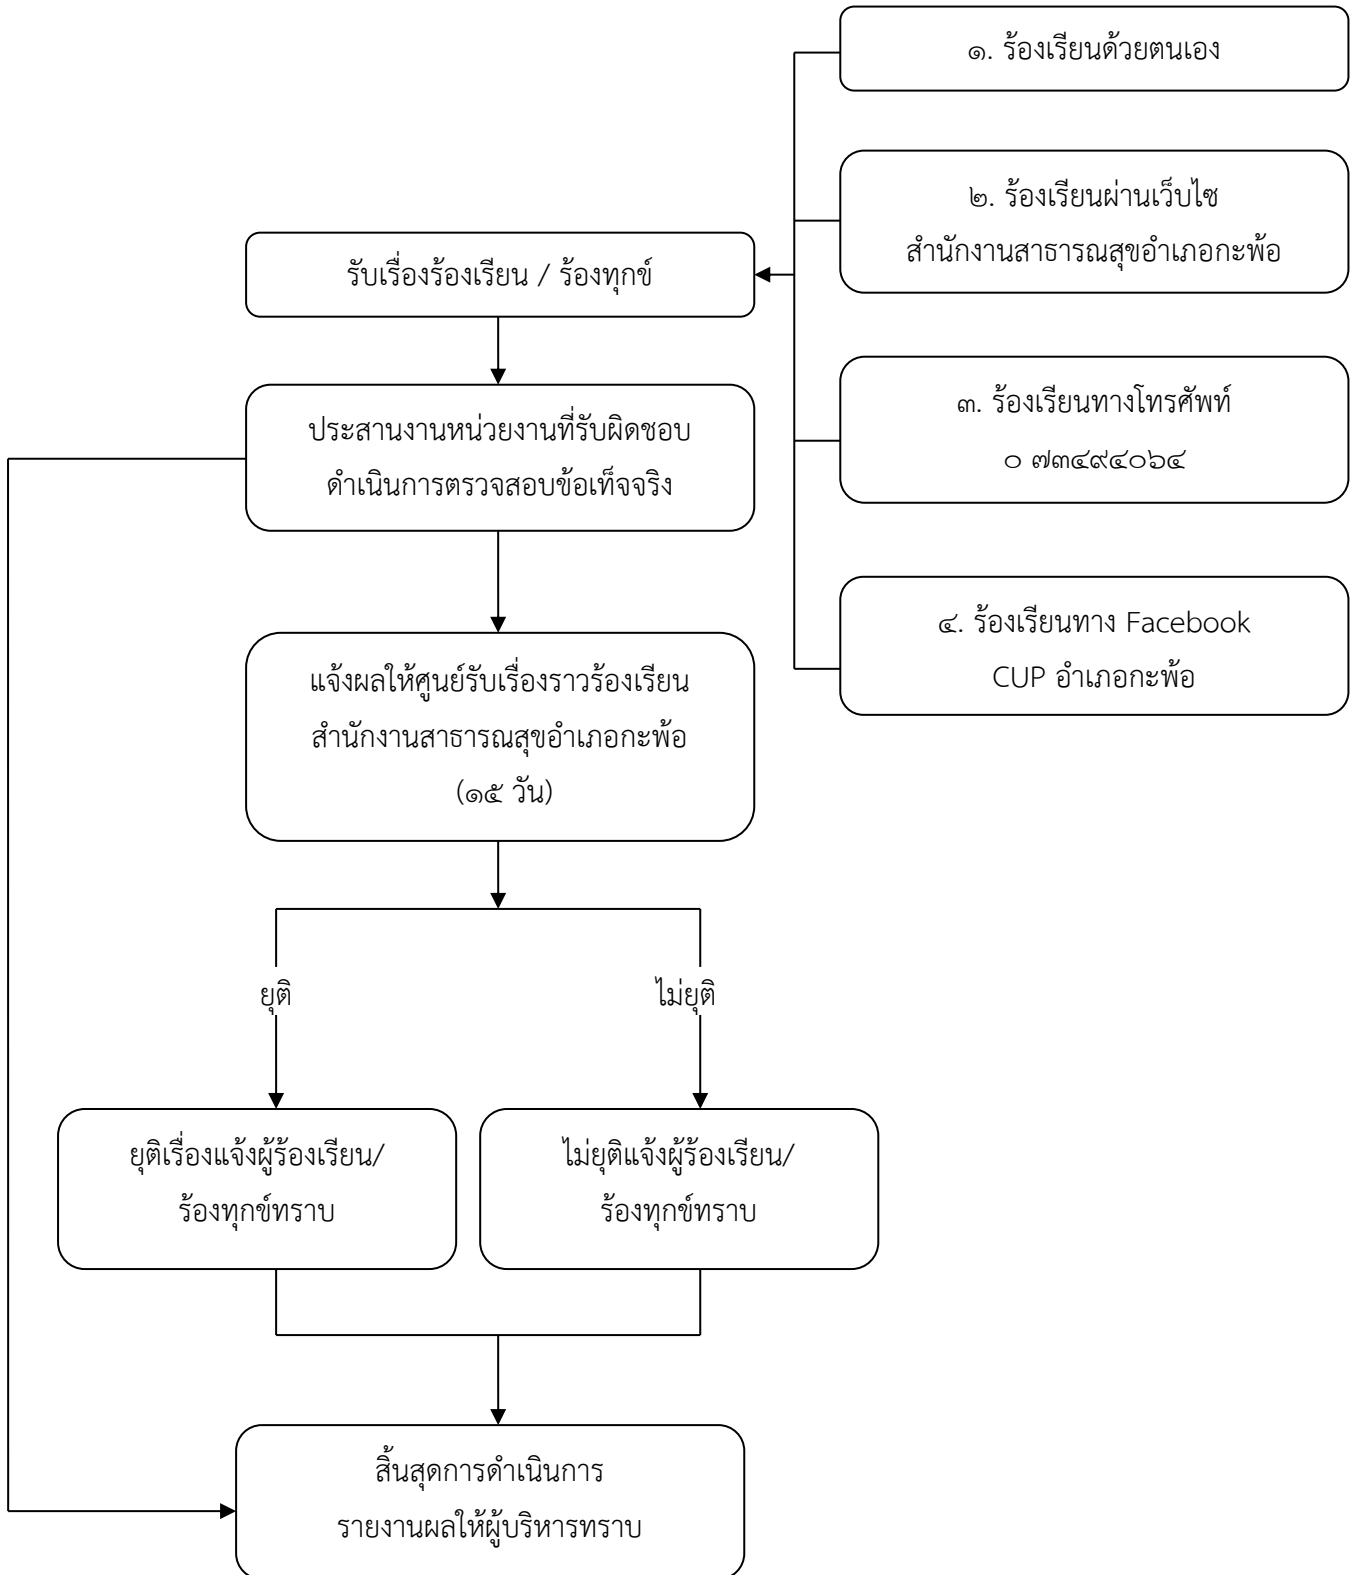 ๑. ร้องเรียนด้วยตนเอง
๒. ร้องเรียนผ่านเว็บไซ
สำนักงานสาธารณสุขอำเภอกะพ้อ
รับเรื่องร้องเรียน / ร้องทุกข์
๓. ร้องเรียนทางโทรศัพท์
๐ ๗๓๔๙๔๐๖๔
ประสานงานหน่วยงานที่รับผิดชอบ
ดำเนินการตรวจสอบข้อเท็จจริง
๔. ร้องเรียนทาง Facebook
CUP อำเภอกะพ้อ
แจ้งผลให้ศูนย์รับเรื่องราวร้องเรียน
สำนักงานสาธารณสุขอำเภอกะพ้อ
(๑๕ วัน)
ยุติ
ไม่ยุติ
ยุติเรื่องแจ้งผู้ร้องเรียน/
ร้องทุกข์ทราบ
ไม่ยุติแจ้งผู้ร้องเรียน/
ร้องทุกข์ทราบ
สิ้นสุดการดำเนินการ
รายงานผลให้ผู้บริหารทราบ